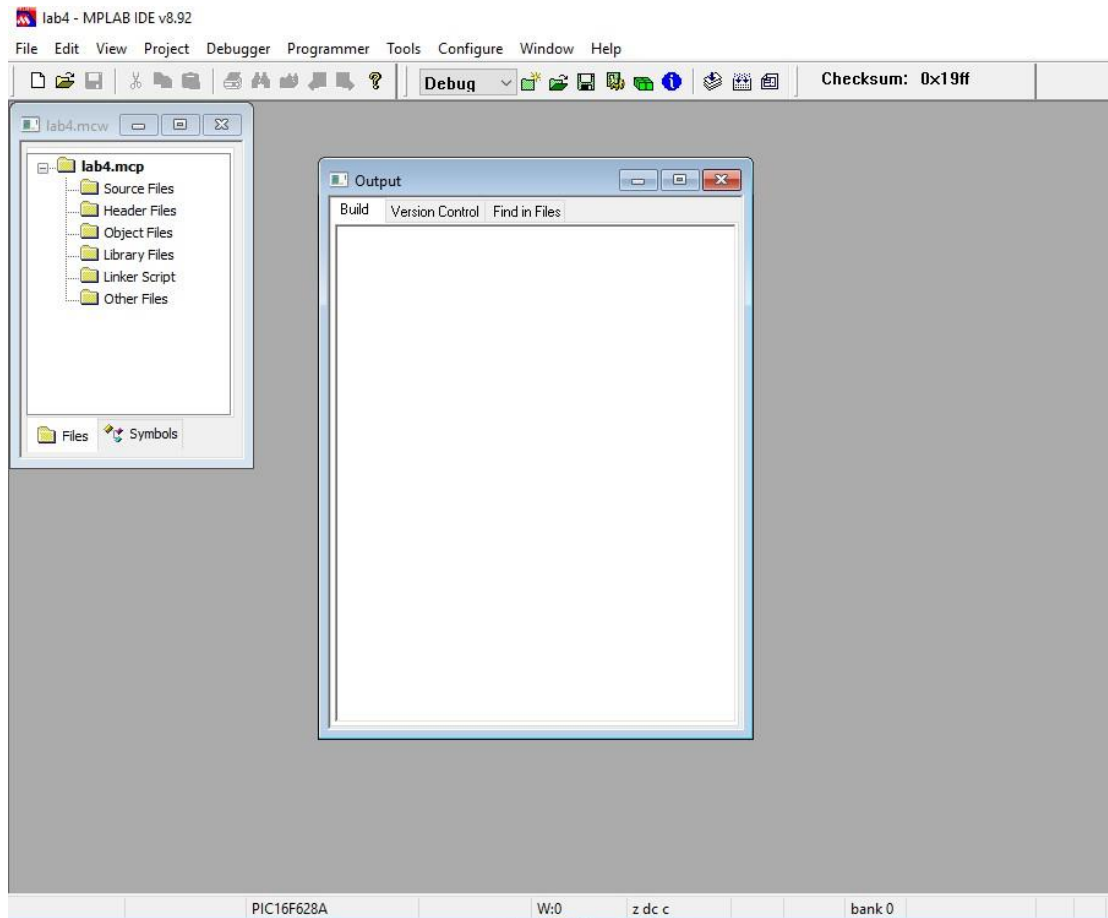 lab4 - MPLAB IDE v8.92
File Edit View Project Debugger Programmer Tools Configure Window Help
Debug Checksum: 0x19ff
lab4.mcw
lab4.mcp
Source Files
Header Files
Object Files
Library Files
Linker Script
Other Files
Files Symbols
Output
Build Version Control Find in Files
PIC16F628A W:0 z dc c bank 0